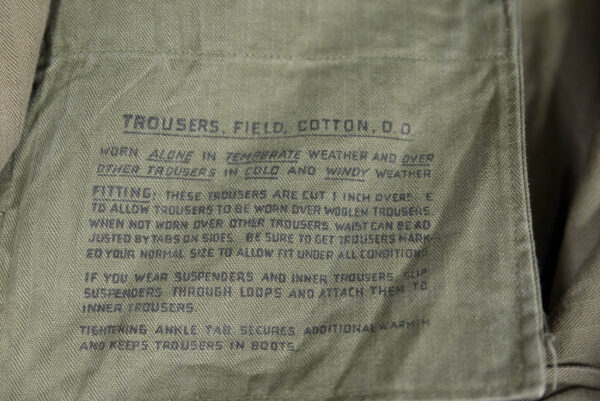 TROUSERS, FIELD, COTTON, O.D
WORN ALONE IN TEMPERATE WEATHER AND OVER
OTHER TROUSERS IN COLD AND WINDY WEATHER
FITTING: THESE TROUSERS ARE CUT 1 INCH
TO ALLOW TROUSERS TO BE WORN OVER WOOLEN TROUSERS.
WHEN NOT WORN OVER OTHER TROUSERS, WAIST CAN BE AD
JUSTED BY TABS ON SIDES. BE SURE TO GET TROUSERS MARK-
ED YOUR NORMAL SIZE TO ALLOW FIT UNDER ALL CONDITIONS
IF YOU WEAR SUSPENDERS AND INNER TROUSERS, SLIP
SUSPENDERS THROUGH LOOPS AND ATTACH THEM TO
INNER TROUSERS.
TIGHTENING ANKLE TAB SECURES ADDITIONAL WARMTH
AND KEEPS TROUSERS IN BOOTS.